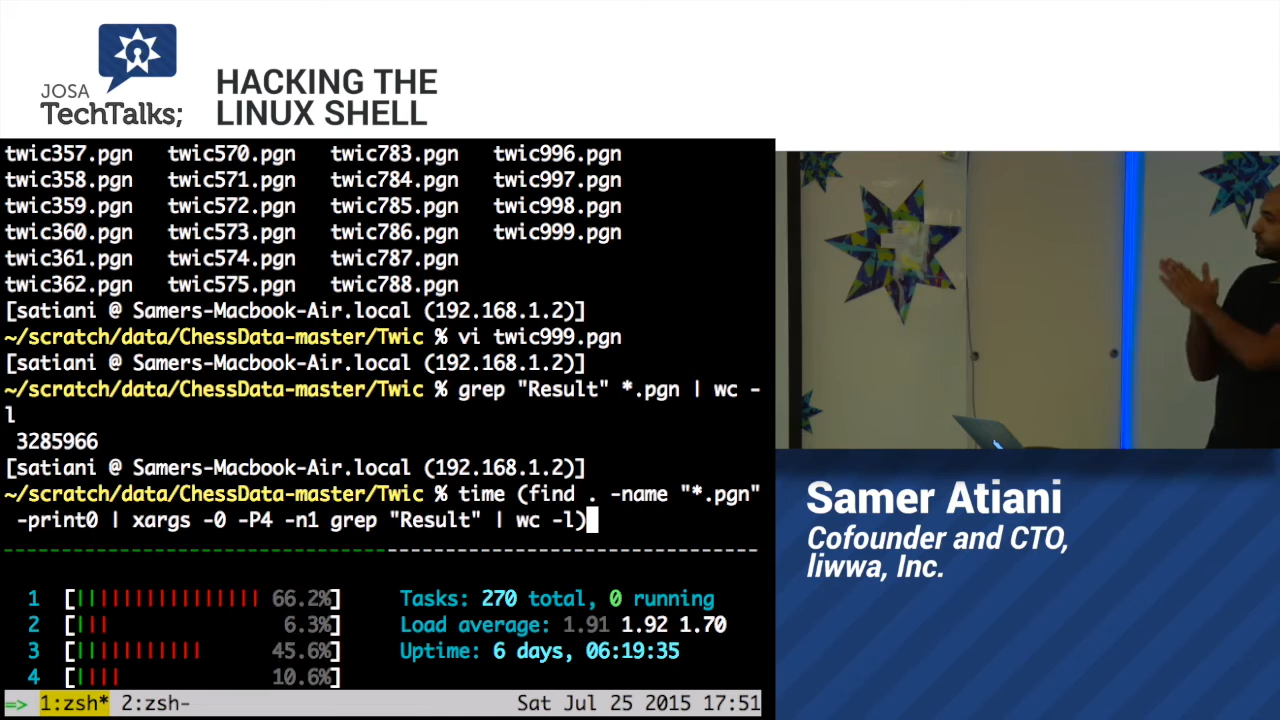 JOSA
TechTalks;
HACKING THE
LINUX SHELL
twic357.pgn twic570.pgn twic783.pgn twic996.pgn
twic358.pgn twic571.pgn twic784.pgn twic997.pgn
twic359.pgn twic572.pgn twic785.pgn twic998.pgn
twic360.pgn twic573.pgn twic786.pgn twic999.pgn
twic361.pgn twic574.pgn twic787.pgn
twic362.pgn twic575.pgn twic788.pgn
[satiani @ Samers-Macbook-Air.local (192.168.1.2)]
~/scratch/data/ChessData-master/Twic % vi twic999.pgn
[satiani @ Samers-Macbook-Air.local (192.168.1.2)]
~/scratch/data/ChessData-master/Twic % grep "Result" *.pgn | wc -
l
3285966
[satiani @ Samers-Macbook-Air.local (192.168.1.2)]
~/scratch/data/ChessData-master/Twic % time (find . -name "*.pgn"
-print0 | xargs -0 -P4 -n1 grep "Result" | wc -l)
1 [||||||||||||||||| 66.2%] Tasks: 270 total, 0 running
2 [||| 6.3%] Load average: 1.91 1.92 1.70
3 [||||||||||| 45.6%] Uptime: 6 days, 06:19:35
4 [|||| 10.6%]
=> 1:zsh* 2:zsh- Sat Jul 25 2015 17:51
Samer Atiani
Cofounder and CTO,
liwwa, Inc.